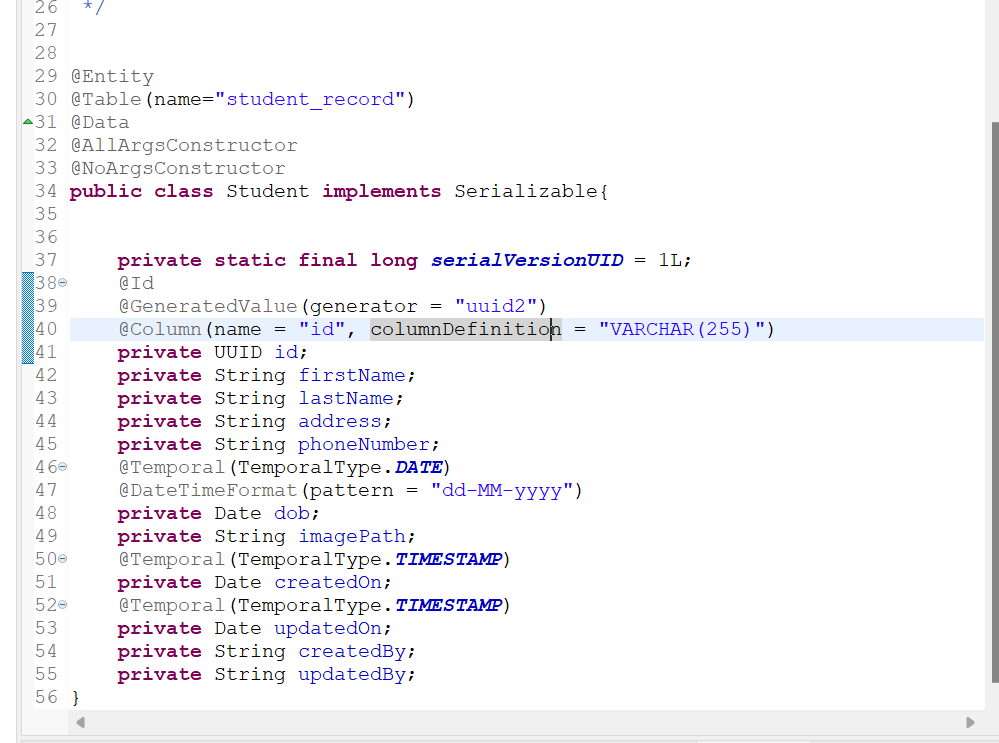 26  */
27
28
29 @Entity
30 @Table(name="student_record")
31 @Data
32 @AllArgsConstructor
33 @NoArgsConstructor
34 public class Student implements Serializable{
35
36
37     private static final long serialVersionUID = 1L;
38     @Id
39     @GeneratedValue(generator = "uuid2")
40     @Column(name = "id", columnDefinition = "VARCHAR(255)")
41     private UUID id;
42     private String firstName;
43     private String lastName;
44     private String address;
45     private String phoneNumber;
46     @Temporal(TemporalType.DATE)
47     @DateTimeFormat(pattern = "dd-MM-yyyy")
48     private Date dob;
49     private String imagePath;
50     @Temporal(TemporalType.TIMESTAMP)
51     private Date createdOn;
52     @Temporal(TemporalType.TIMESTAMP)
53     private Date updatedOn;
54     private String createdBy;
55     private String updatedBy;
56 }